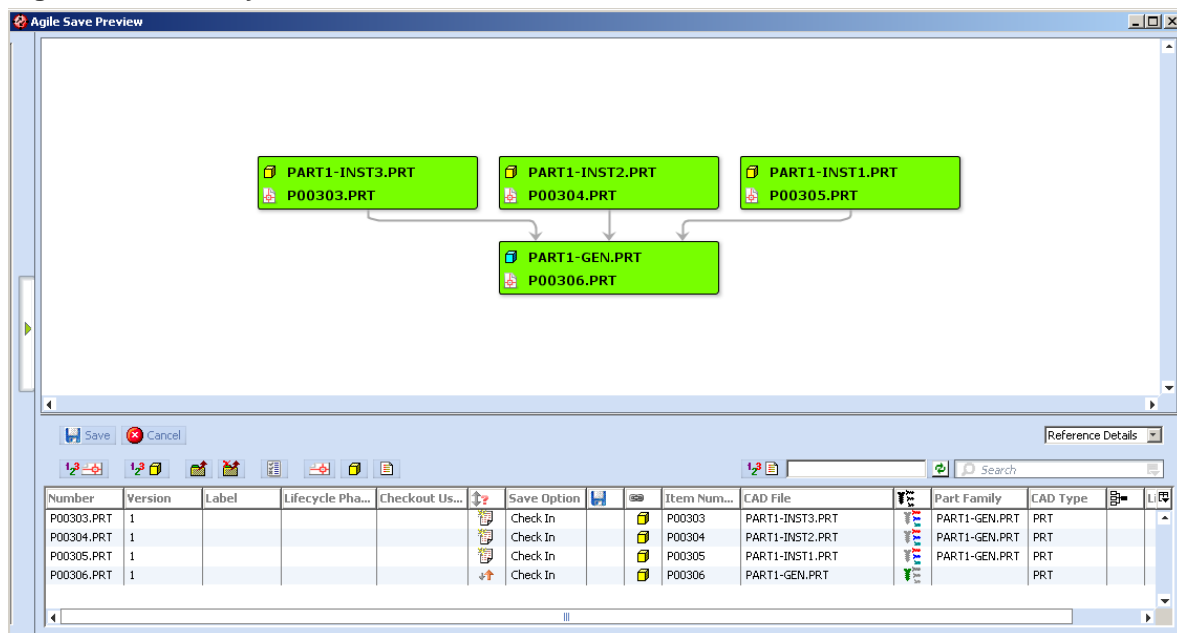 Agile Save Preview
PART1-INST3.PRT PART1-INST2.PRT PART1-INST1.PRT
P00303.PRT P00304.PRT P00305.PRT
PART1-GEN.PRT
P00306.PRT
Save Cancel Reference Details
Search
Number Version Label Lifecycle Pha... Checkout Us... Save Option Item Num... CAD File Part Family CAD Type Li
P00303.PRT 1 Check In P00303 PART1-INST3.PRT PART1-GEN.PRT PRT
P00304.PRT 1 Check In P00304 PART1-INST2.PRT PART1-GEN.PRT PRT
P00305.PRT 1 Check In P00305 PART1-INST1.PRT PART1-GEN.PRT PRT
P00306.PRT 1 Check In P00306 PART1-GEN.PRT PRT